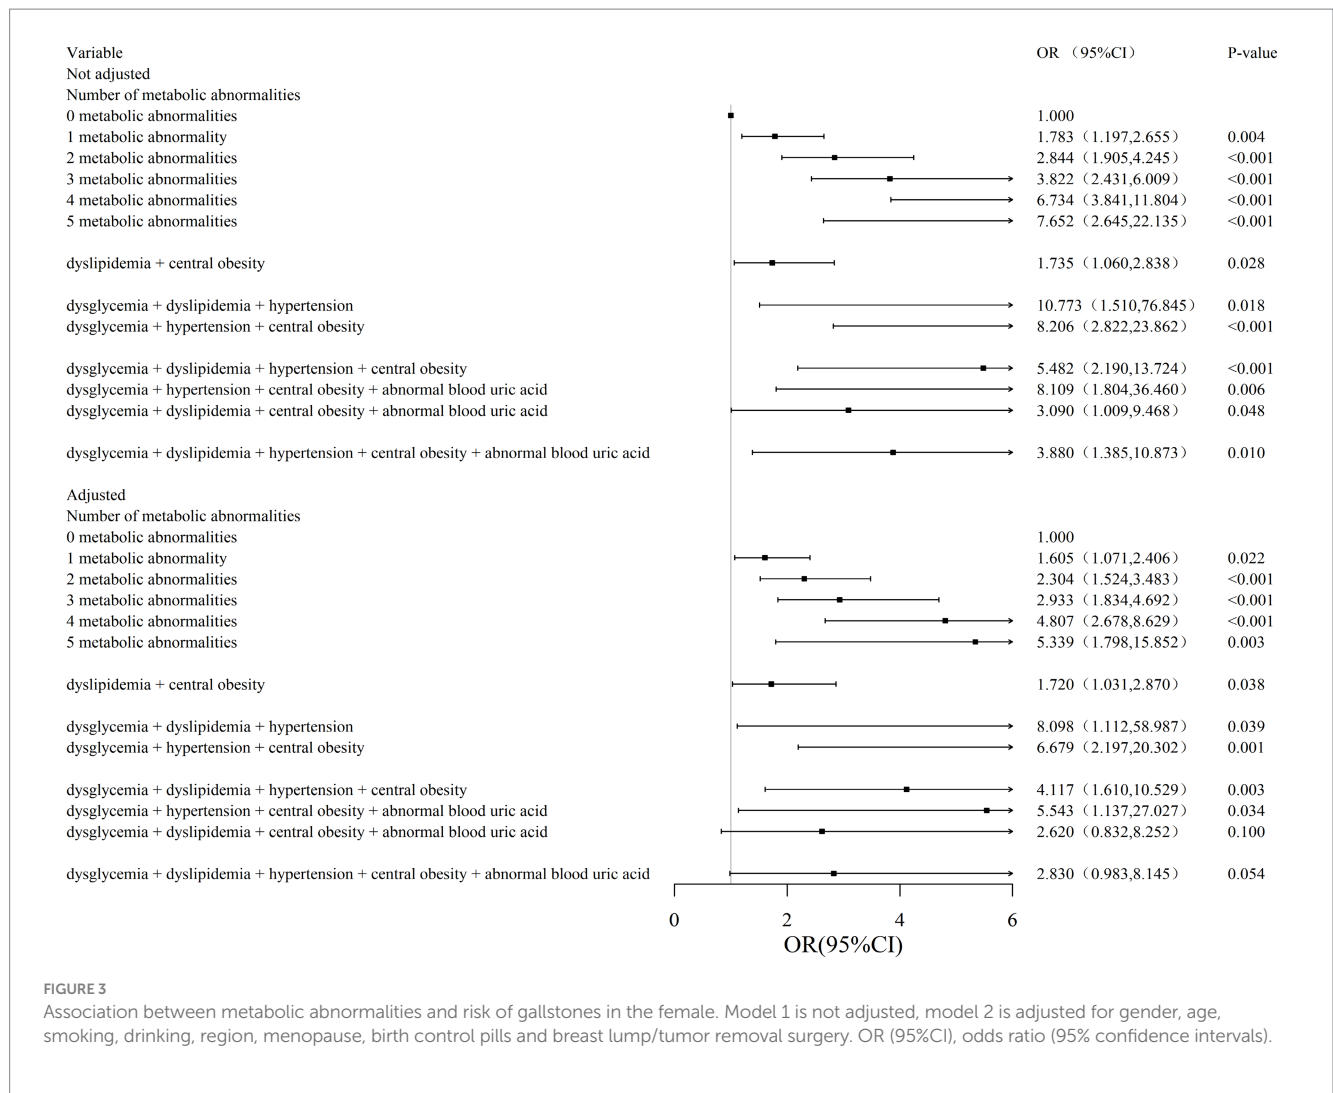 Variable OR （95%CI） P-value
Not adjusted
Number of metabolic abnormalities
0 metabolic abnormalities 1.000
1 metabolic abnormality 1.783（1.197,2.655） 0.004
2 metabolic abnormalities 2.844（1.905,4.245） <0.001
3 metabolic abnormalities 3.822（2.431,6.009） <0.001
4 metabolic abnormalities 6.734（3.841,11.804） <0.001
5 metabolic abnormalities 7.652（2.645,22.135） <0.001
dyslipidemia + central obesity 1.735（1.060,2.838） 0.028
dysglycemia + dyslipidemia + hypertension 10.773（1.510,76.845） 0.018
dysglycemia + hypertension + central obesity 8.206（2.822,23.862） <0.001
dysglycemia + dyslipidemia + hypertension + central obesity 5.482（2.190,13.724） <0.001
dysglycemia + hypertension + central obesity + abnormal blood uric acid 8.109（1.804,36.460） 0.006
dysglycemia + dyslipidemia + central obesity + abnormal blood uric acid 3.090（1.009,9.468） 0.048
dysglycemia + dyslipidemia + hypertension + central obesity + abnormal blood uric acid 3.880（1.385,10.873） 0.010
Adjusted
Number of metabolic abnormalities
0 metabolic abnormalities 1.000
1 metabolic abnormality 1.605（1.071,2.406） 0.022
2 metabolic abnormalities 2.304（1.524,3.483） <0.001
3 metabolic abnormalities 2.933（1.834,4.692） <0.001
4 metabolic abnormalities 4.807（2.678,8.629） <0.001
5 metabolic abnormalities 5.339（1.798,15.852） 0.003
dyslipidemia + central obesity 1.720（1.031,2.870） 0.038
dysglycemia + dyslipidemia + hypertension 8.098（1.112,58.987） 0.039
dysglycemia + hypertension + central obesity 6.679（2.197,20.302） 0.001
dysglycemia + dyslipidemia + hypertension + central obesity 4.117（1.610,10.529） 0.003
dysglycemia + hypertension + central obesity + abnormal blood uric acid 5.543（1.137,27.027） 0.034
dysglycemia + dyslipidemia + central obesity + abnormal blood uric acid 2.620（0.832,8.252） 0.100
dysglycemia + dyslipidemia + hypertension + central obesity + abnormal blood uric acid 2.830（0.983,8.145） 0.054
0 2 4 6
OR(95%CI)
FIGURE 3
Association between metabolic abnormalities and risk of gallstones in the female. Model 1 is not adjusted, model 2 is adjusted for gender, age,
smoking, drinking, region, menopause, birth control pills and breast lump/tumor removal surgery. OR (95%CI), odds ratio (95% confidence intervals).